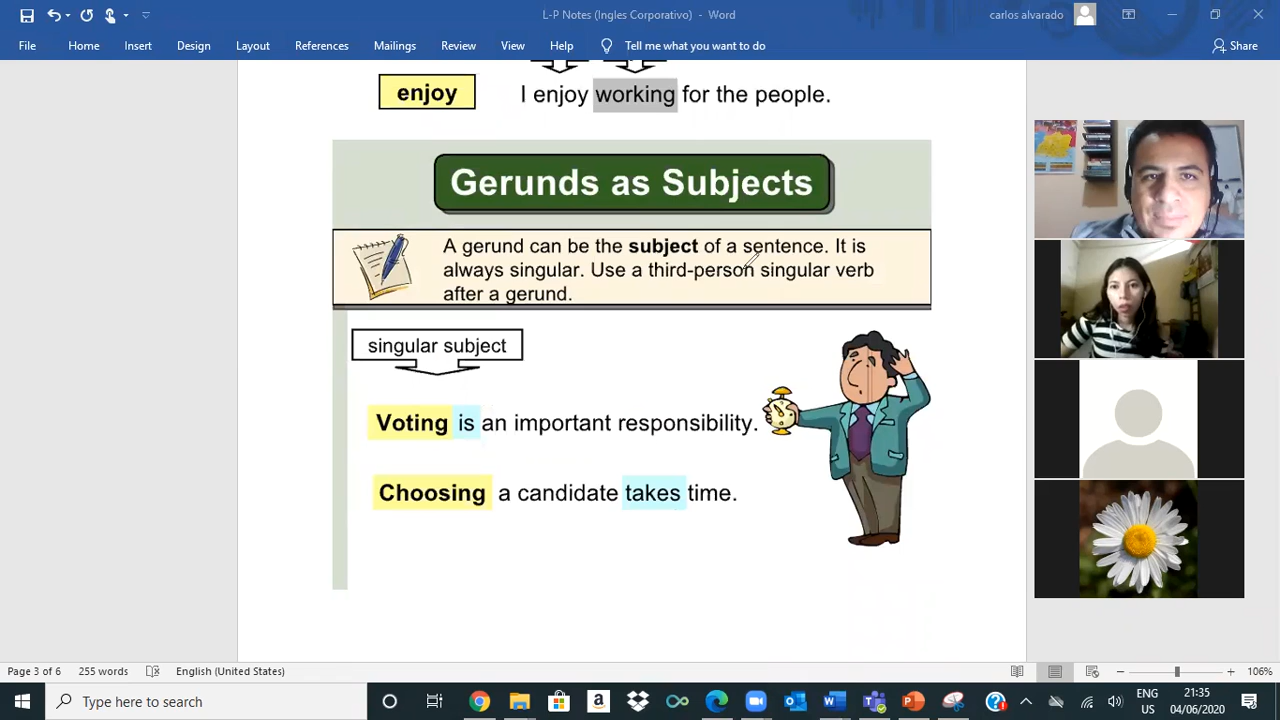 L-P Notes (Ingles Corporativo) - Word
carlos alvarado
File Home Insert Design Layout References Mailings Review View Help Tell me what you want to do Share
enjoy I enjoy working for the people.
Gerunds as Subjects
A gerund can be the subject of a sentence. It is
always singular. Use a third-person singular verb
after a gerund.
singular subject
Voting is an important responsibility.
Choosing a candidate takes time.
Page 3 of 6 255 words English (United States) 106%
Type here to search
ENG
US
21:35
04/06/2020